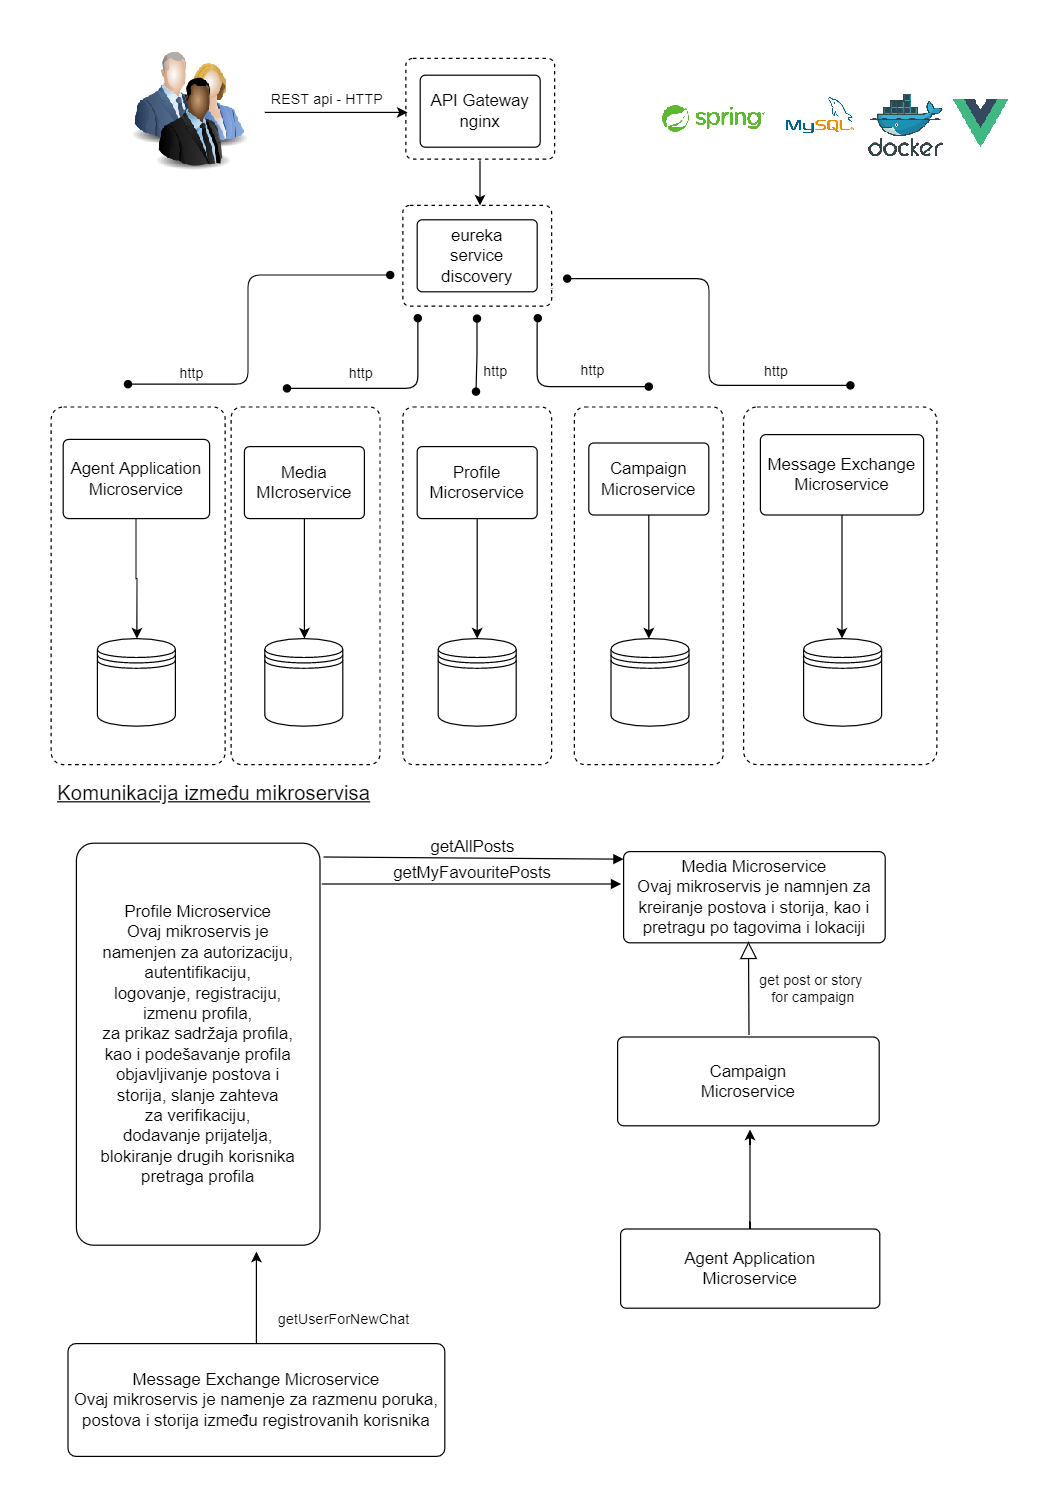 REST api - HTTP
API Gateway
nginx
spring
MySQL
docker
eureka
service
discovery
http
http
http
http
http
Agent Application
Microservice
Media
MIcroservice
Profile
Microservice
Campaign
Microservice
Message Exchange
Microservice
Komunikacija između mikroservisa
getAllPosts
getMyFavouritePosts
Media Microservice
Ovaj mikroservis je namnjen za
kreiranje postova i storija, kao i
pretragu po tagovima i lokaciji
Profile Microservice
Ovaj mikroservis je
namenjen za autorizaciju,
autentifikaciju,
logovanje, registraciju,
izmenu profila,
za prikaz sadržaja profila,
kao i podešavanje profila
objavljivanje postova i
storija, slanje zahteva
za verifikaciju,
dodavanje prijatelja,
blokiranje drugih korisnika
pretraga profila
get post or story
for campaign
Campaign
Microservice
Agent Application
Microservice
getUserForNewChat
Message Exchange Microservice
Ovaj mikroservis je namenje za razmenu poruka,
postova i storija između registrovanih korisnika